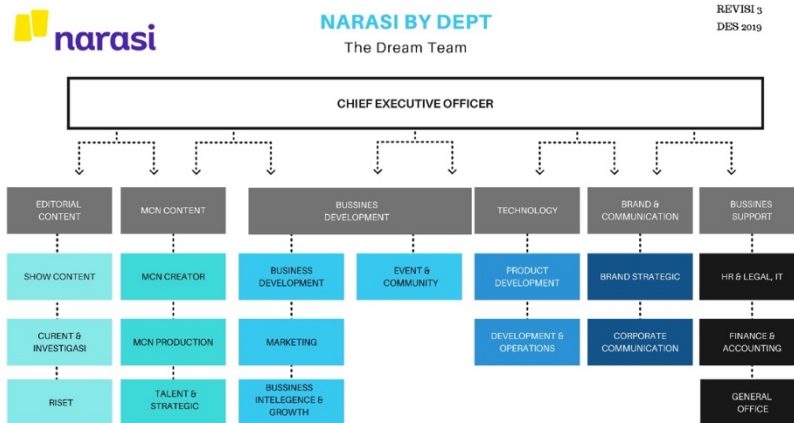 narasi
NARASI BY DEPT
The Dream Team
REVISI 3
DES 2019
CHIEF EXECUTIVE OFFICER
EDITORIAL
CONTENT
MCN CONTENT
BUSSINES
DEVELOPMENT
TECHNOLOGY
BRAND &
COMMUNICATION
BUSSINES
SUPPORT
SHOW CONTENT
MCN CREATOR
BUSINESS
DEVELOPMENT
EVENT &
COMMUNITY
PRODUCT
DEVELOPMENT
BRAND STRATEGIC
HR & LEGAL, IT
CURENT &
INVESTIGASI
MCN PRODUCTION
MARKETING
DEVELOPMENT &
OPERATIONS
CORPORATE
COMMUNICATION
FINANCE &
ACCOUNTING
RISET
TALENT &
STRATEGIC
BUSSINESS
INTELEGENCE &
GROWTH
GENERAL
OFFICE